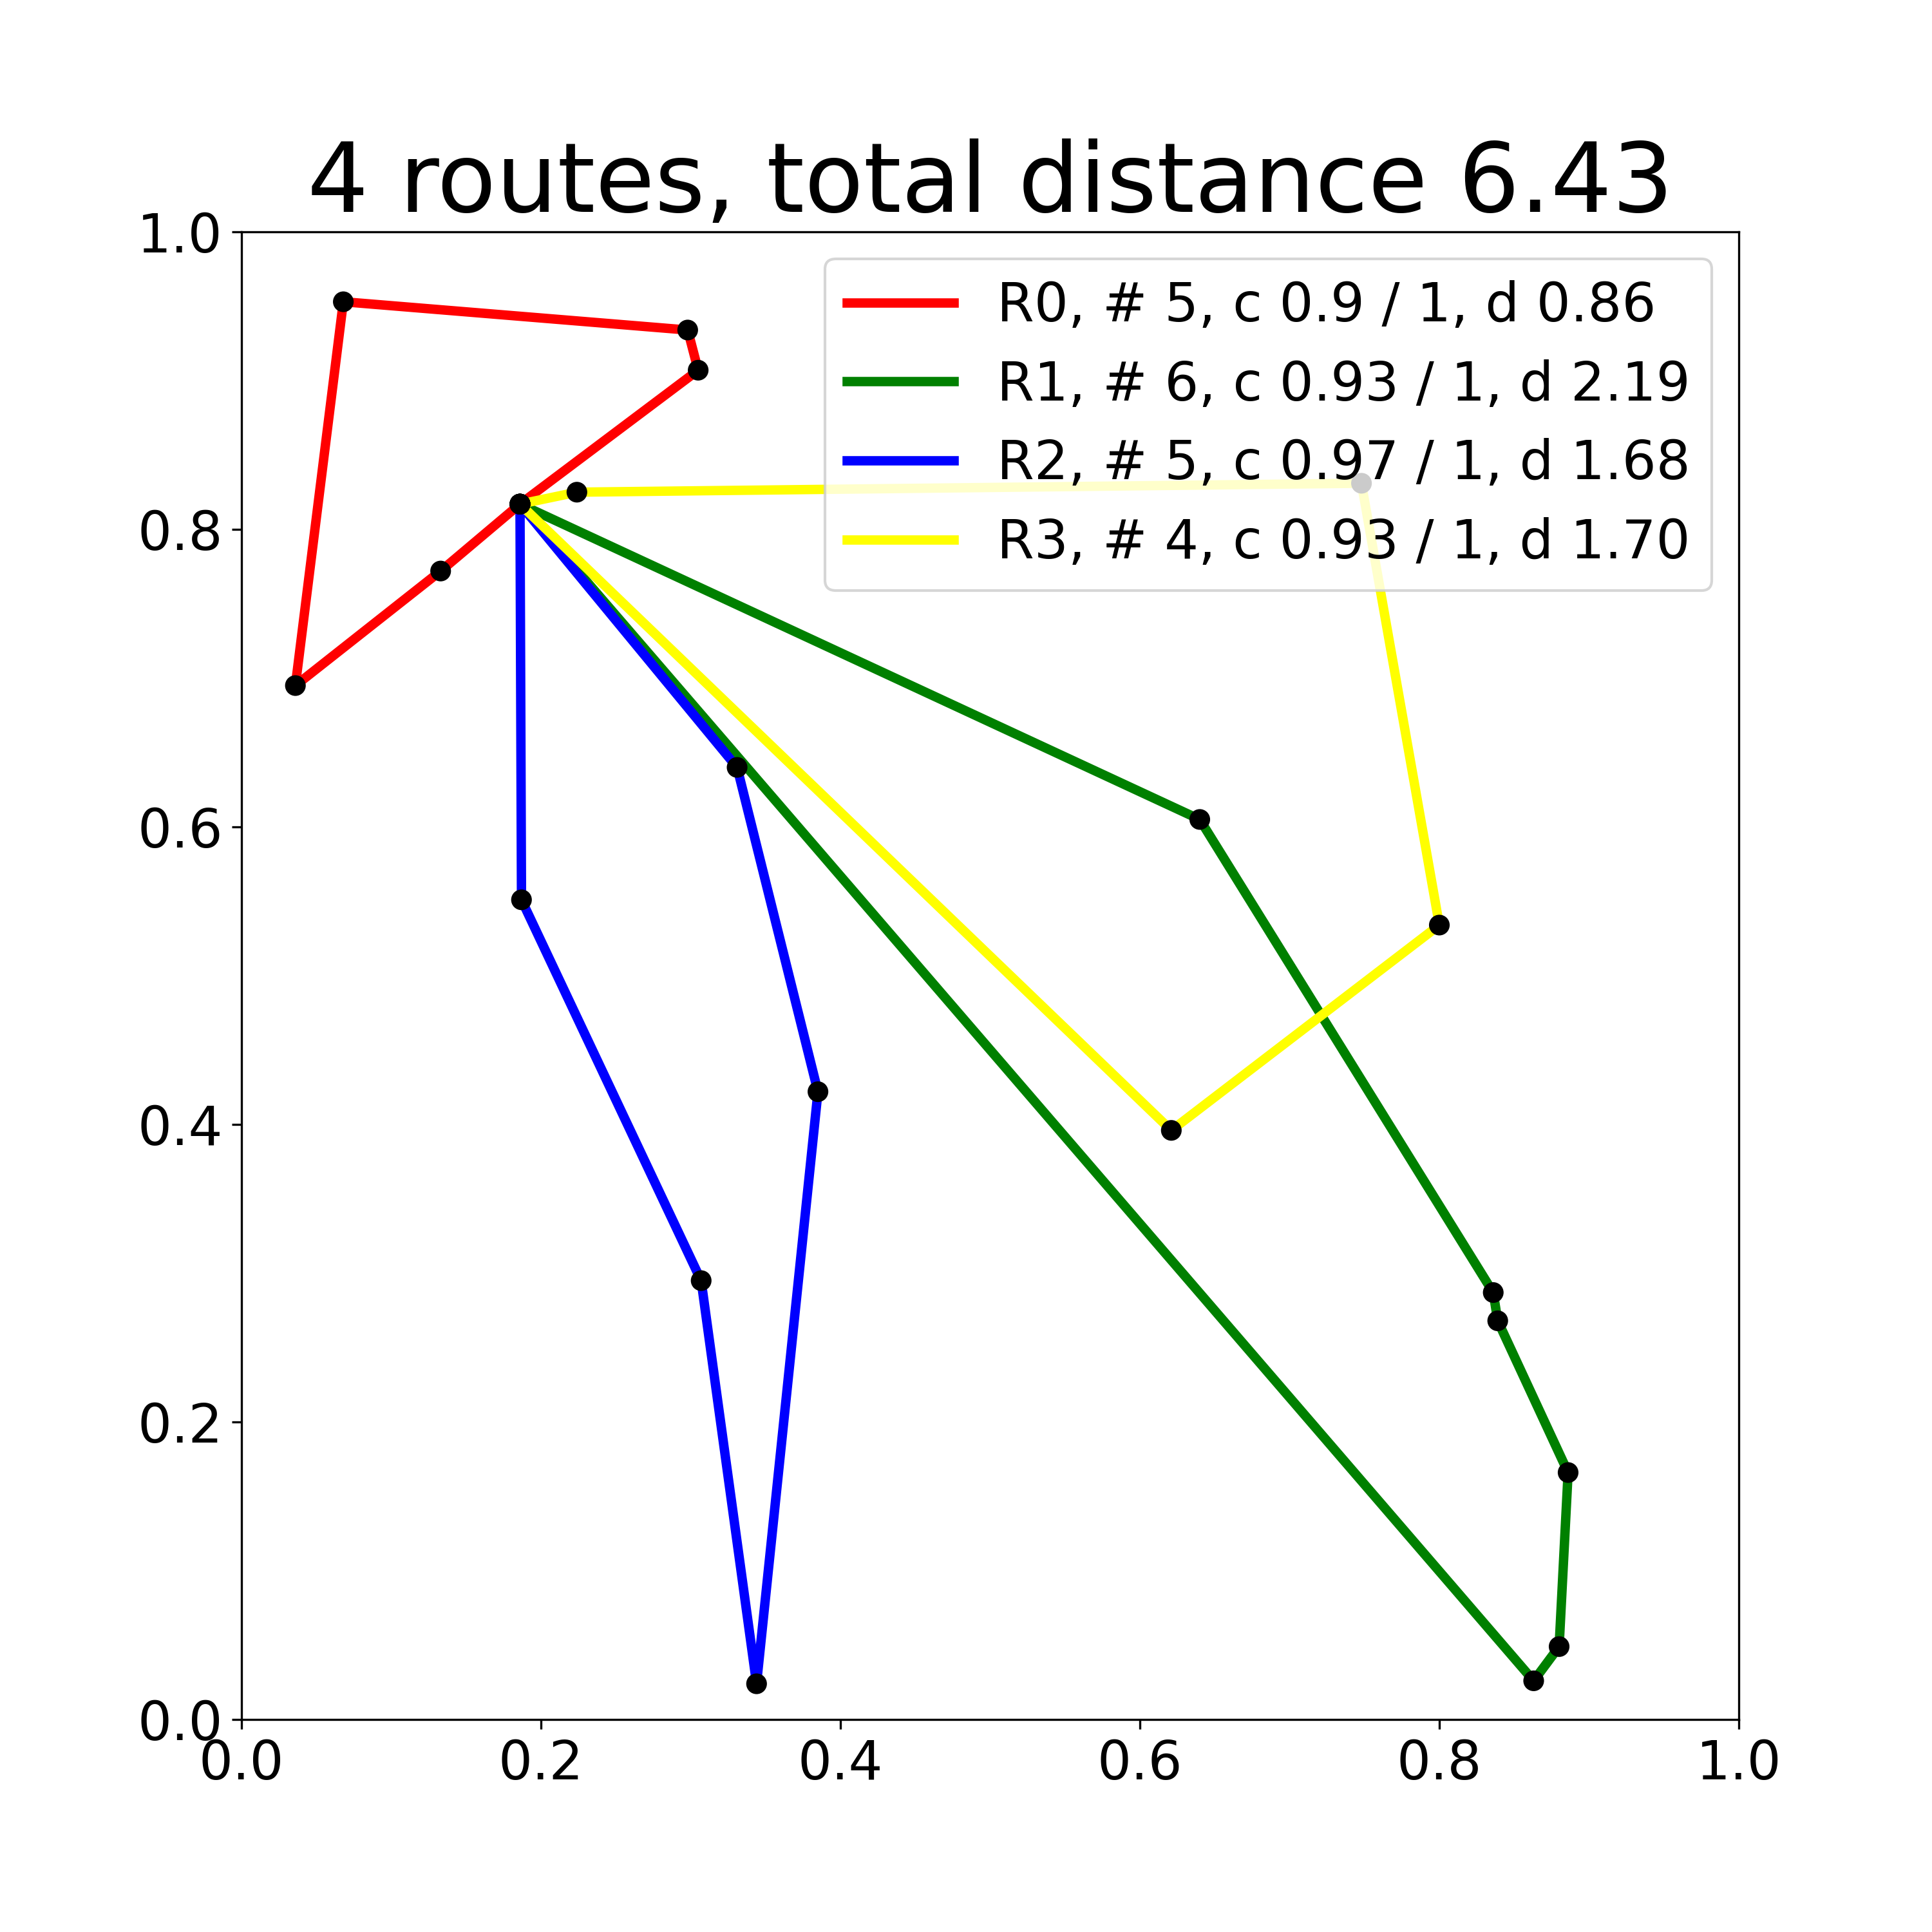 4 routes, total distance 6.43
1.0
R0, # 5, c 0.9 / 1, d 0.86
R1, # 6, c 0.93 / 1, d 2.19
R2, # 5, c 0.97 / 1, d 1.68
0.8
R3, # 4, c 0.93 / 1, d 1.70
0.6
0.4
0.2
0.0
0.0 0.2 0.4 0.6 0.8 1.0